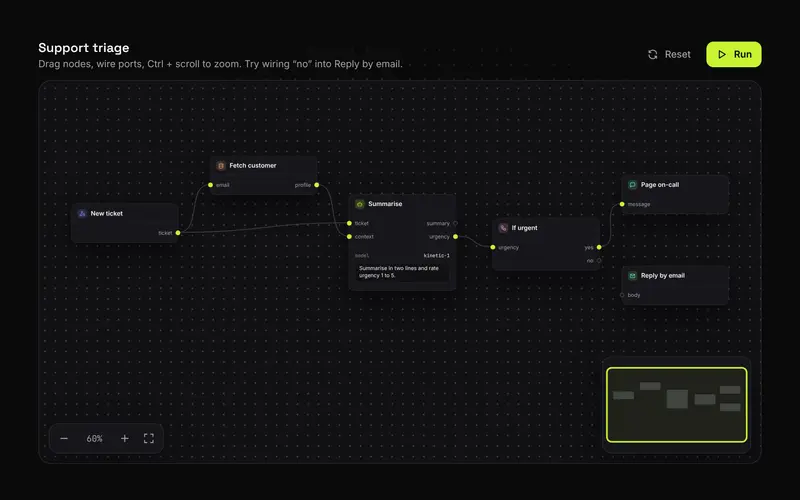 Support triage
Drag nodes, wire ports, Ctrl + scroll to zoom. Try wiring “no” into Reply by email.
Reset
Run
Fetch customer
email
profile
New ticket
ticket
Summarise
ticket
summary
context
urgency
model
kinetic-1
Summarise in two lines and rate
urgency 1 to 5.
If urgent
urgency
yes
no
Page on-call
message
Reply by email
body
60%